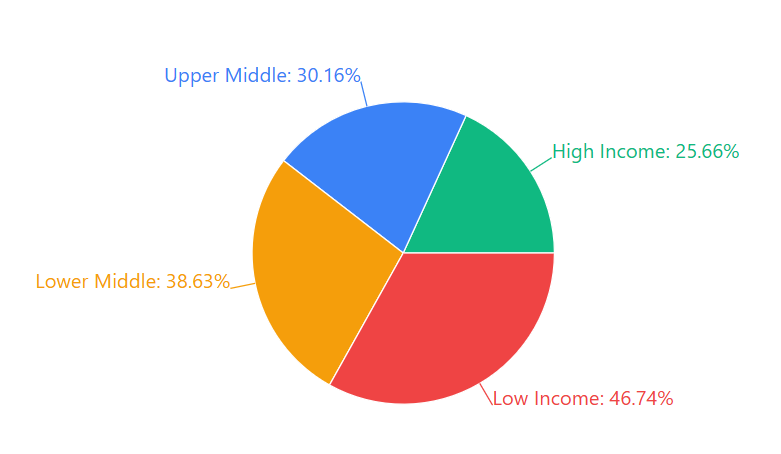 Upper Middle: 30.16%
High Income: 25.66%
Lower Middle: 38.63%
Low Income: 46.74%